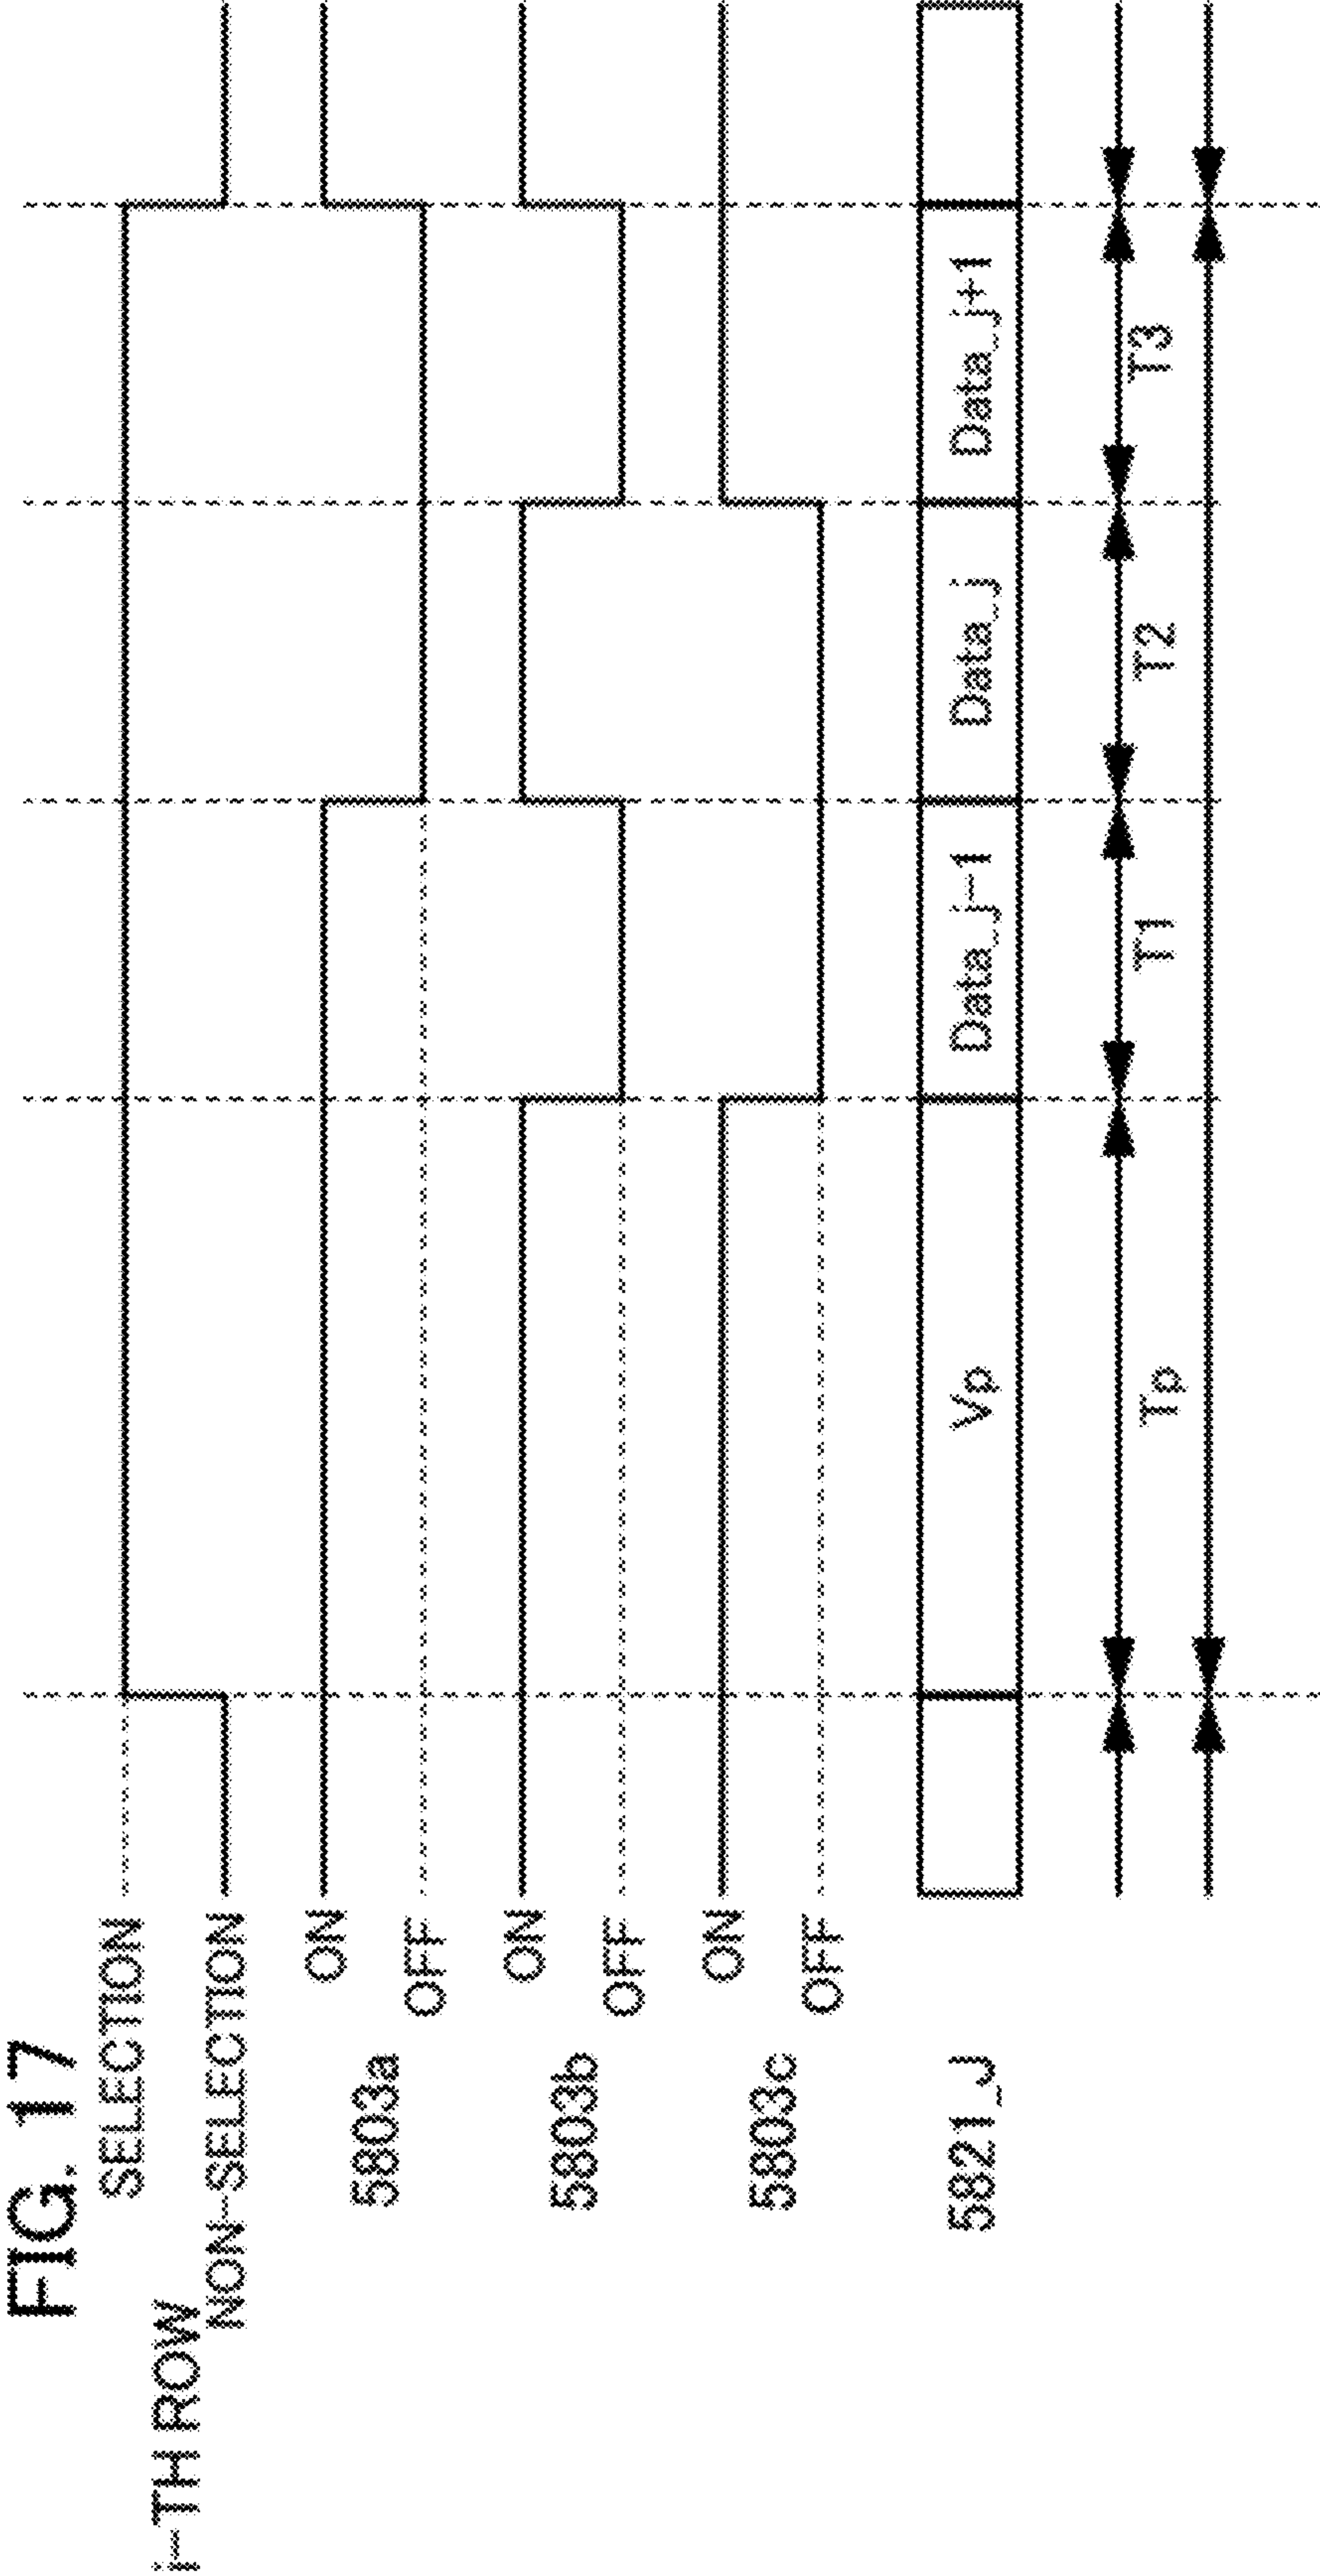 FIG. 17
i-TH ROW
SELECTION
NON-SELECTION
5803a
ON
OFF
5803b
ON
OFF
5803c
ON
OFF
5821_J
Vp
Data_j-1
Data_j
Data_j+1
Tp
T1
T2
T3